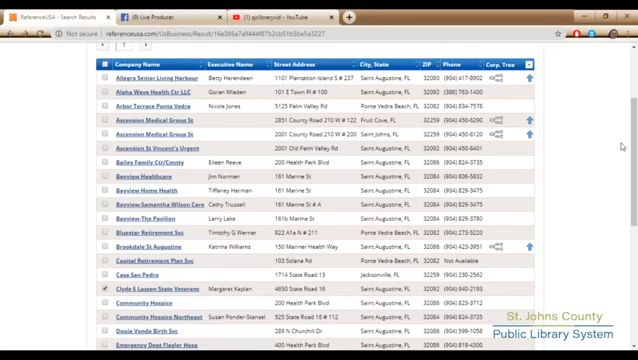 ReferenceUSA - Search Results
(1) Live Producer
(1) sjclibraryvid - YouTube
referenceusa.com/UsBusiness/Result/16e36a7a9444f87b2cb51b5be5a3227
1
Company Name Executive Name Street Address City, State ZIP Phone Corp. Tree
Allegro Senior Living Harbour Betty Herendeen 1101 Plantation Island S # 237 Saint Augustine, FL 32080 (904) 417-8902
Alpha Wave Health Ctr LLC Goran Mladen 101 E Town Pl # 100 Saint Augustine, FL 32092 (386) 763-1400
Arbor Terrace Ponte Vedra Nicole Jones 5125 Palm Valley Rd Ponte Vedra Beach, FL 32082 (904) 834-7578
Ascension Medical Group St 2851 County Road 210 W # 122 Fruit Cove, FL 32259 (904) 450-6290
Ascension Medical Group St 2001 County Road 210 W # 200 Saint Johns, FL 32259 (904) 450-8120
Ascension St Vincent's Urgent 2001 Old Palm Valley Rd Saint Augustine, FL 32092 (904) 450-8401
Bailey Family Ctr/Cmmty Eileen Reeve 200 Health Park Blvd Saint Augustine, FL 32086 (904) 824-3735
Bayview Healthcare Jim Norman 161 Marine St Saint Augustine, FL 32084 (904) 806-5832
Bayview Home Health Tiffaney Harman 161 Marine St Saint Augustine, FL 32084 (904) 829-3475
Bayview-Samantha Wilson Care Cathy Trussell 161 Marine St # A Saint Augustine, FL 32084 (904) 829-3475
Bayview-The Pavilion Larry Lake 161b Marine St Saint Augustine, FL 32084 (904) 829-3780
Bluestar Retirement Svc Timothy G Werner 822 A1a N # 211 Ponte Vedra Beach, FL 32082 (904) 273-5220
Brookdale St Augustine Katrina Williams 150 Mariner Health Way Saint Augustine, FL 32086 (904) 423-3951
Capital Retirement Plan Svc 103 Solana Rd Ponte Vedra Beach, FL 32082 Not Available
Casa San Pedro 1714 State Road 13 Jacksonville, FL 32259 (904) 230-2562
Clyde E Lassen State Veterans Margaret Kaplan 4650 State Road 16 Saint Augustine, FL 32092 (904) 940-2193
Community Hospice 200 Health Park Blvd Saint Augustine, FL 32086 (904) 823-3712
Community Hospice Northeast Susan Ponder-Stansel 525 State Road 16 # 112 Saint Augustine, FL 32084
Doula Vonda Birth Svc 289 N Churchill Dr Saint Augustine, FL 32086 (904) 599-1058
Emergency Dept Flagler Hosp 400 Health Park Blvd Saint Augustine, FL 32086 (904) 819-4300
St. Johns County
Public Library System